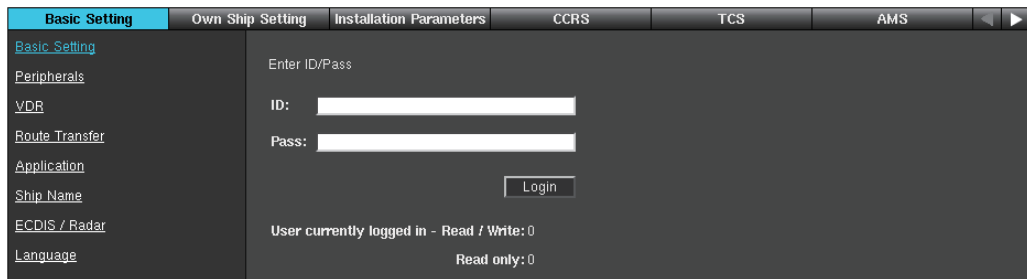 Basic Setting Own Ship Setting Installation Parameters CCRS TCS AMS
Basic Setting
Peripherals
VDR
Route Transfer
Application
Ship Name
ECDIS / Radar
Language
Enter ID/Pass
ID:
Pass:
Login
User currently logged in - Read / Write: 0
Read only: 0